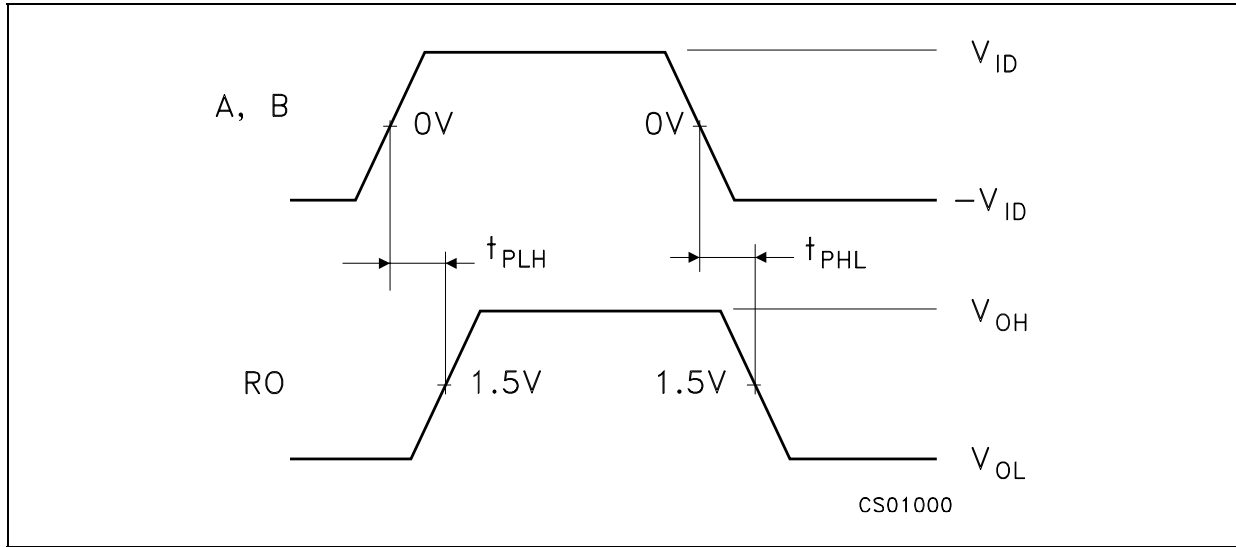 V_ID
A, B
0V 0V
-V_ID
t_PLH t_PHL
V_OH
RO 1.5V 1.5V
V_OL
CS01000